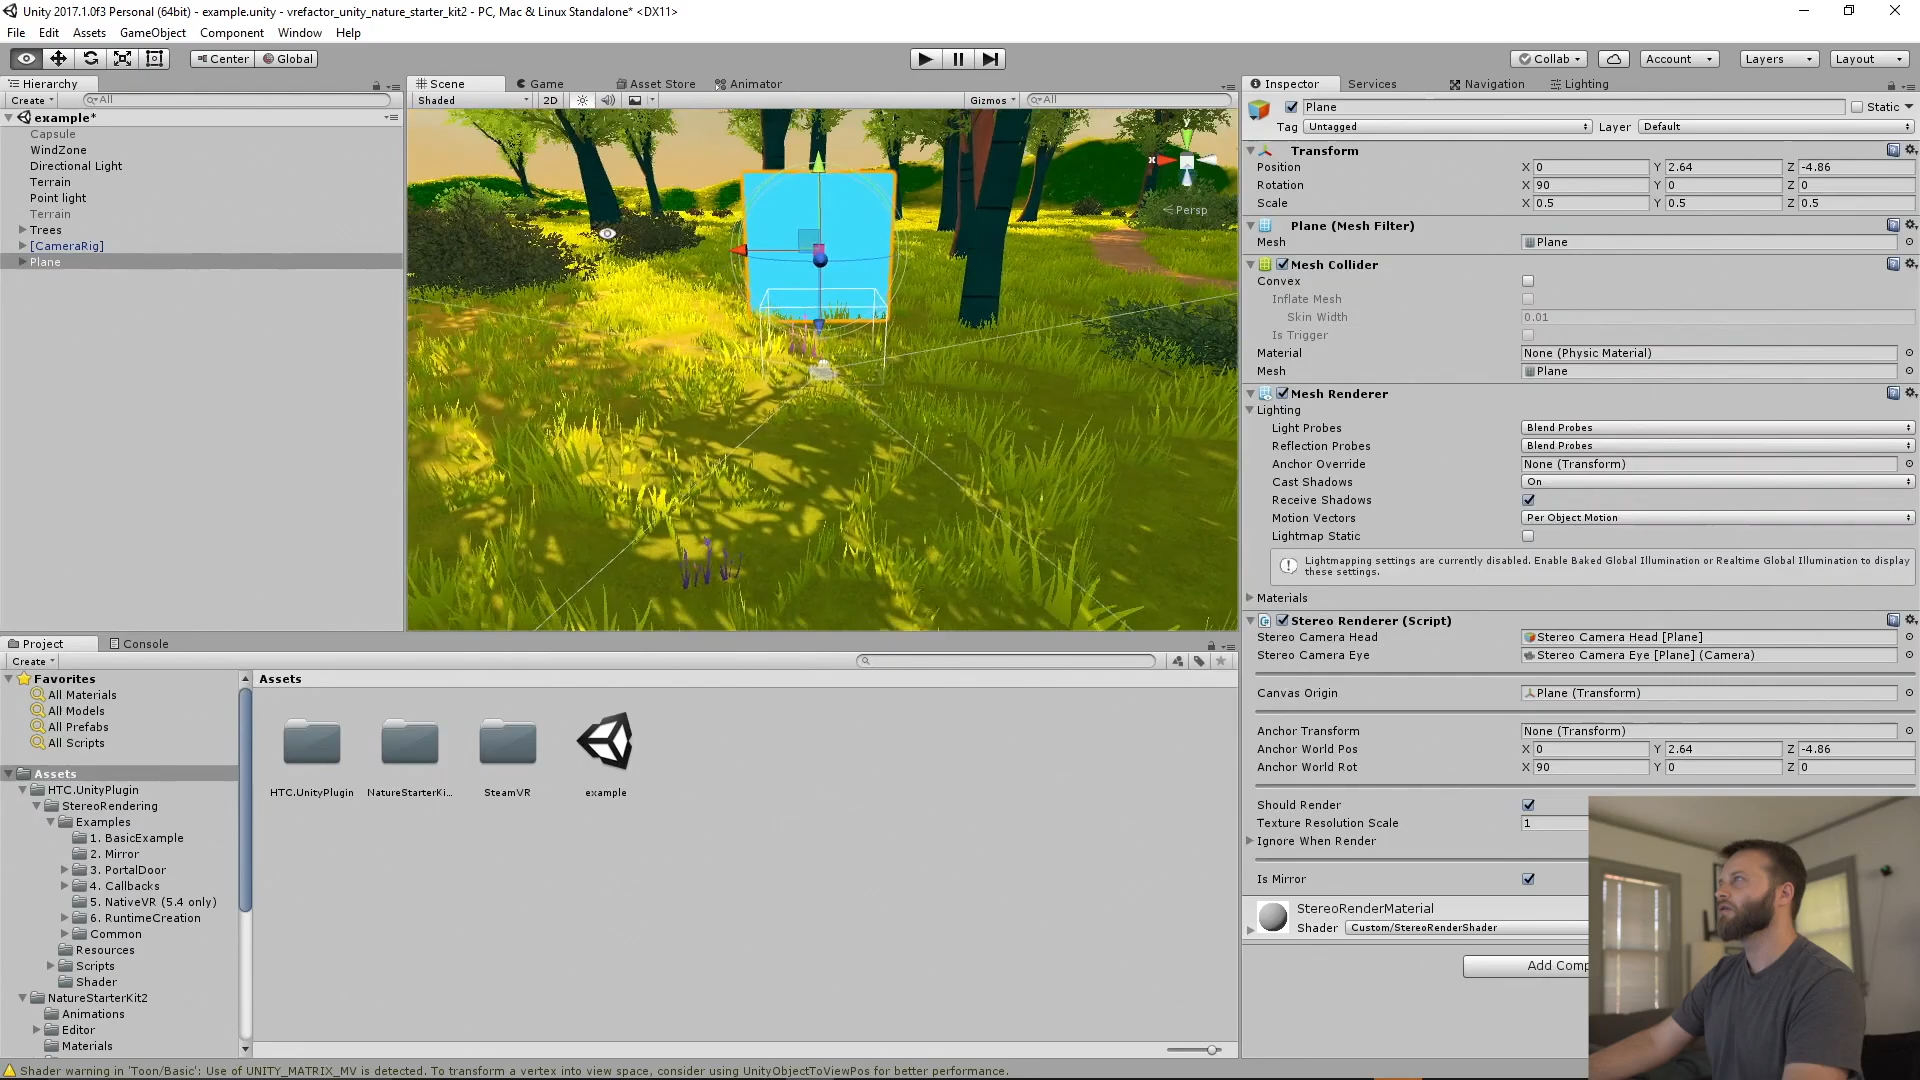 Unity 2017.1.0f3 Personal (64bit) - example.unity - vrefactor_unity_nature_starter_kit2 - PC, Mac & Linux Standalone* <DX11>
File Edit Assets GameObject Component Window Help
Center Global Collab Account Layers Layout
Hierarchy
Create All
example*
Capsule
WindZone
Directional Light
Terrain
Point light
Terrain
Trees
[CameraRig]
Plane
Scene Game Asset Store Animator
Shaded 2D Gizmos All
y
x
Persp
Inspector Services Navigation Lighting
Plane Static
Tag Untagged Layer Default
Transform
Position X 0 Y 2.64 Z -4.86
Rotation X 90 Y 0 Z 0
Scale X 0.5 Y 0.5 Z 0.5
Plane (Mesh Filter)
Mesh Plane
Mesh Collider
Convex
Inflate Mesh
Skin Width 0.01
Is Trigger
Material None (Physic Material)
Mesh Plane
Mesh Renderer
Lighting
Light Probes Blend Probes
Reflection Probes Blend Probes
Anchor Override None (Transform)
Cast Shadows On
Receive Shadows
Motion Vectors Per Object Motion
Lightmap Static
Lightmapping settings are currently disabled. Enable Baked Global Illumination or Realtime Global Illumination to display
these settings.
Materials
Stereo Renderer (Script)
Stereo Camera Head Stereo Camera Head [Plane]
Stereo Camera Eye Stereo Camera Eye [Plane] (Camera)
Canvas Origin Plane (Transform)
Anchor Transform None (Transform)
Anchor World Pos X 0 Y 2.64 Z -4.86
Anchor World Rot X 90 Y 0 Z 0
Should Render
Texture Resolution Scale 1
Ignore When Render
Is Mirror
StereoRenderMaterial
Shader Custom/StereoRenderShader
Add Comp
Project Console
Create
Favorites
All Materials
All Models
All Prefabs
All Scripts
Assets
HTC.UnityPlugin
StereoRendering
Examples
1. BasicExample
2. Mirror
3. PortalDoor
4. Callbacks
5. NativeVR (5.4 only)
6. RuntimeCreation
Common
Resources
Scripts
Shader
NatureStarterKit2
Animations
Editor
Materials
Assets
HTC.UnityPlugin NatureStarterKi... SteamVR example
Shader warning in 'Toon/Basic': Use of UNITY_MATRIX_MV is detected. To transform a vertex into view space, consider using UnityObjectToViewPos for better performance.